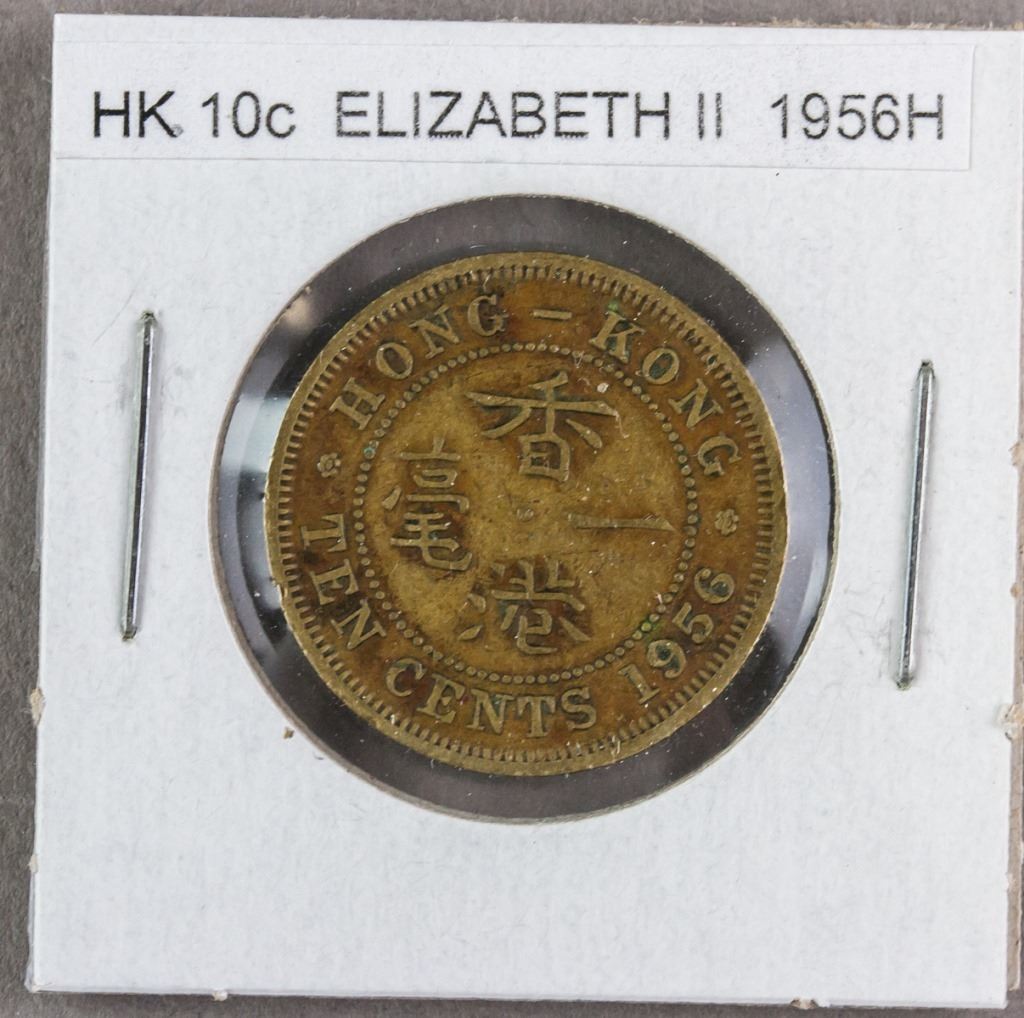 HK 10c ELIZABETH II 1956H
HONG - KONG
香
毫 一
港
TEN CENTS 1956